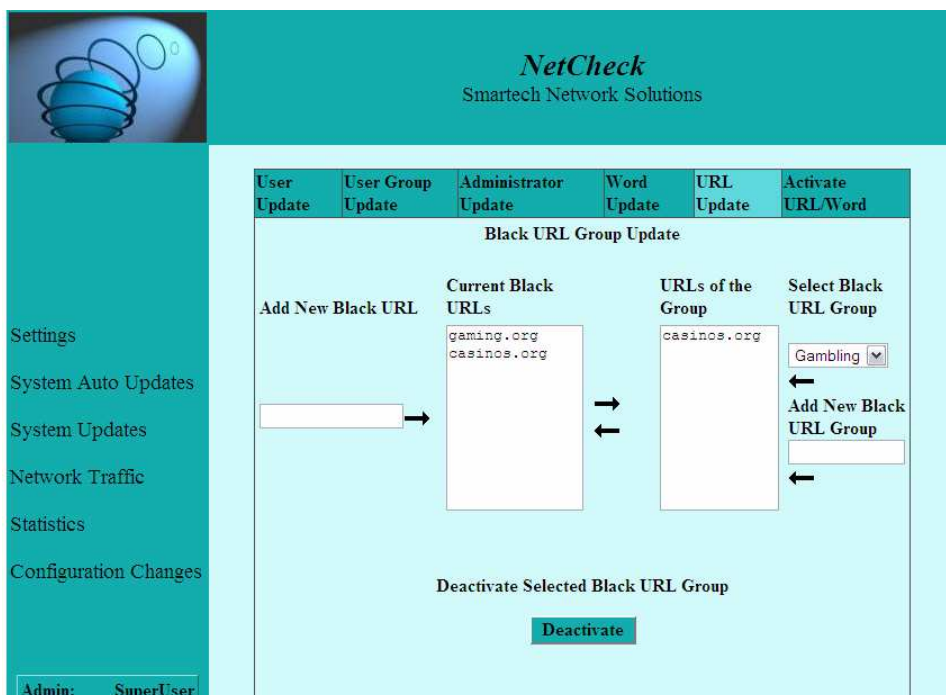 NetCheck
Smartech Network Solutions
User Update
User Group Update
Administrator Update
Word Update
URL Update
Activate URL/Word
Black URL Group Update
Add New Black URL
Current Black URLs
URLs of the Group
Select Black URL Group
gaming.org
casinos.org
casinos.org
Gambling
Add New Black URL Group
Deactivate Selected Black URL Group
Deactivate
Settings
System Auto Updates
System Updates
Network Traffic
Statistics
Configuration Changes
Admin: SuperUser